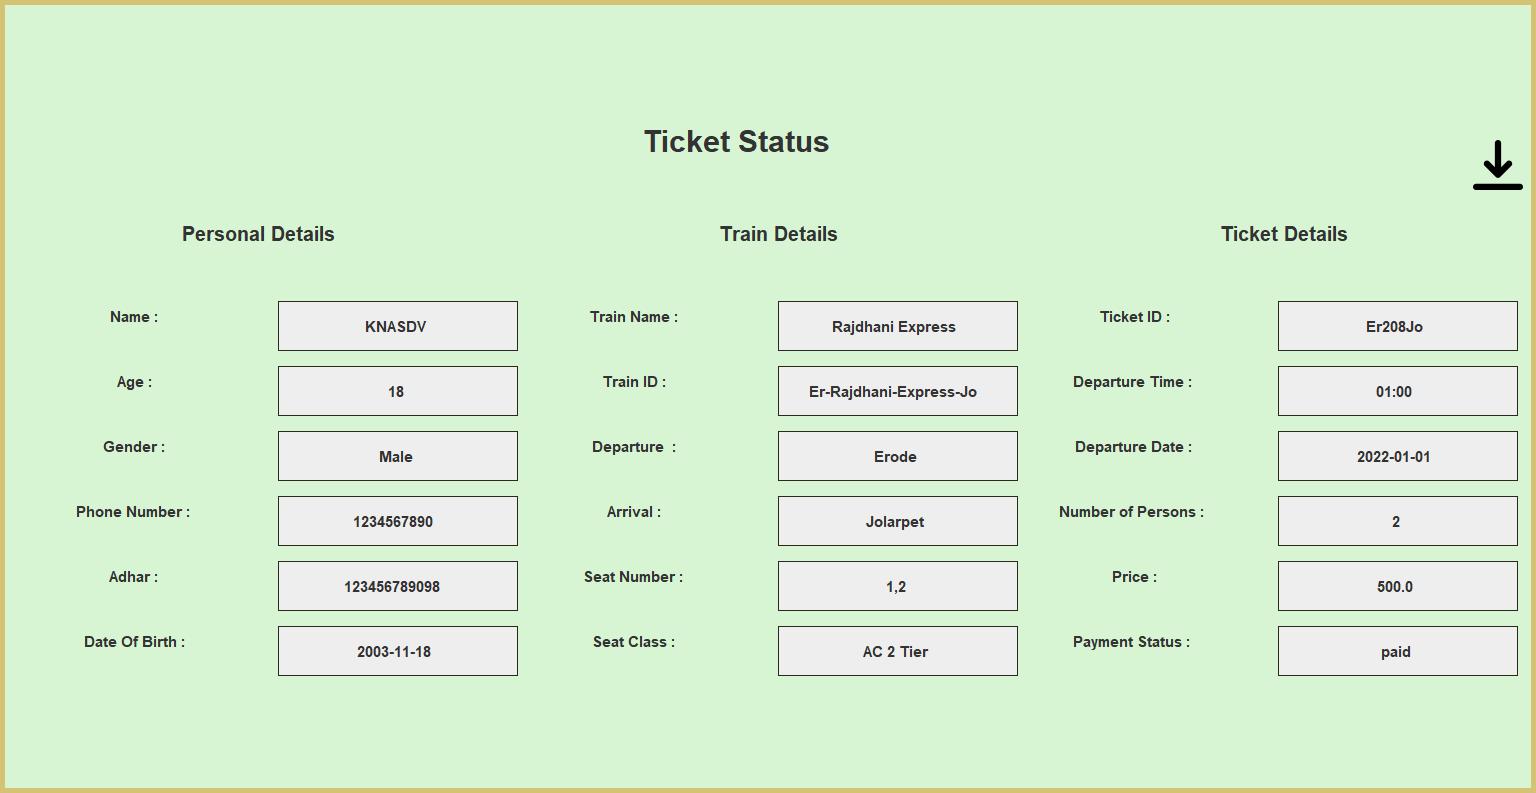 Ticket Status
Personal Details
Train Details
Ticket Details
Name :
KNASDV
Train Name :
Rajdhani Express
Ticket ID :
Er208Jo
Age :
18
Train ID :
Er-Rajdhani-Express-Jo
Departure Time :
01:00
Gender :
Male
Departure  :
Erode
Departure Date :
2022-01-01
Phone Number :
1234567890
Arrival :
Jolarpet
Number of Persons :
2
Adhar :
123456789098
Seat Number :
1,2
Price :
500.0
Date Of Birth :
2003-11-18
Seat Class :
AC 2 Tier
Payment Status :
paid